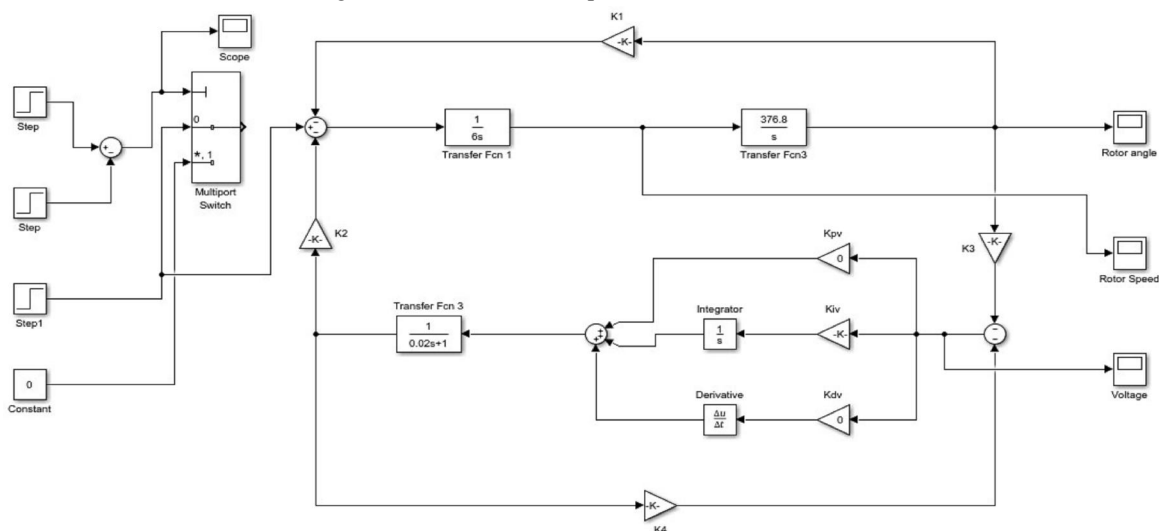 K1
-K-
Scope
Step
+
-
0
*, 1
Multiport
Switch
Step
Step1
0
Constant
+
-
-
1
6s
Transfer Fcn 1
376.8
s
Transfer Fcn3
Rotor angle
K2
-K-
Kpv
0
K3
-K-
Rotor Speed
Transfer Fcn 3
1
0.02s+1
+
+
+
Integrator
1
s
Kiv
-K-
-
-
Derivative
Δu
Δt
Kdv
0
Voltage
-K-
K4